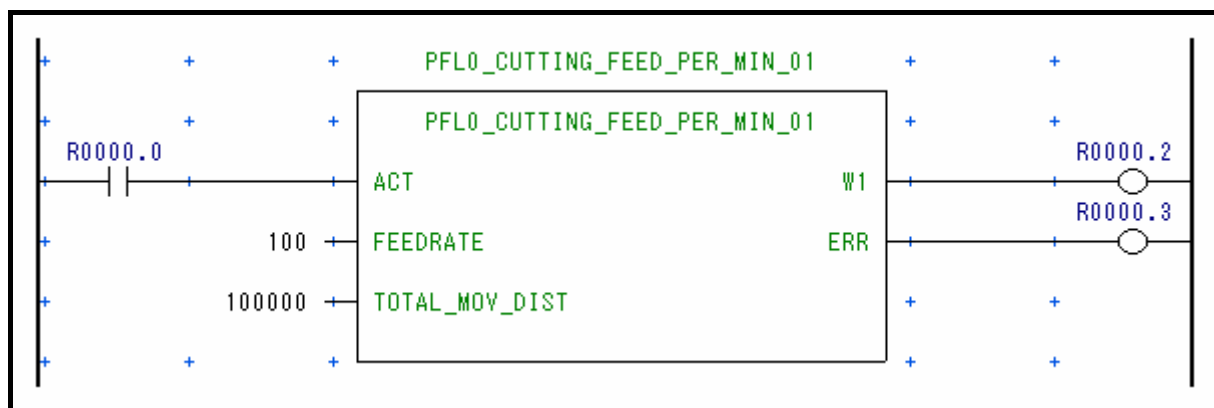 PFL0_CUTTING_FEED_PER_MIN_01
PFL0_CUTTING_FEED_PER_MIN_01
R0000.0
R0000.2
ACT
W1
R0000.3
100
FEEDRATE
ERR
100000
TOTAL_MOV_DIST